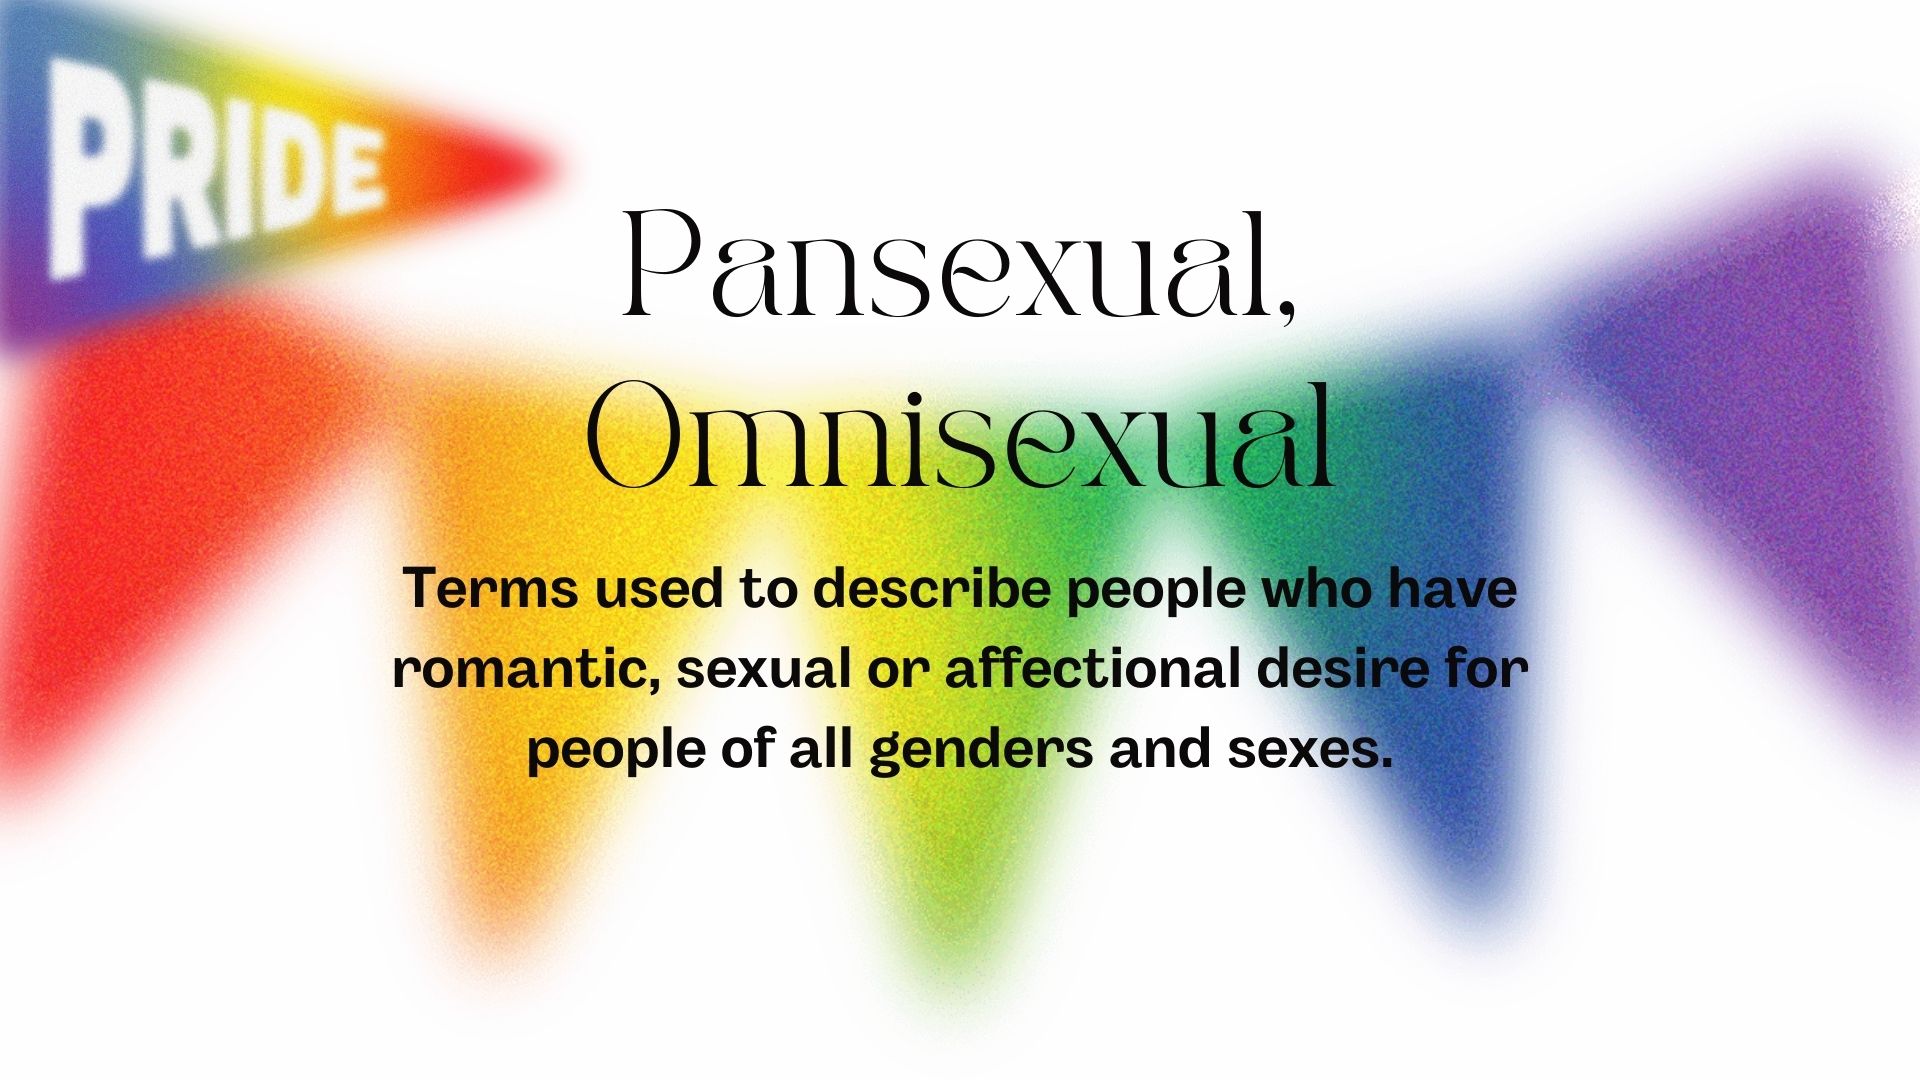 PRIDE
Pansexual,
Omnisexual
Terms used to describe people who have
romantic, sexual or affectional desire for
people of all genders and sexes.